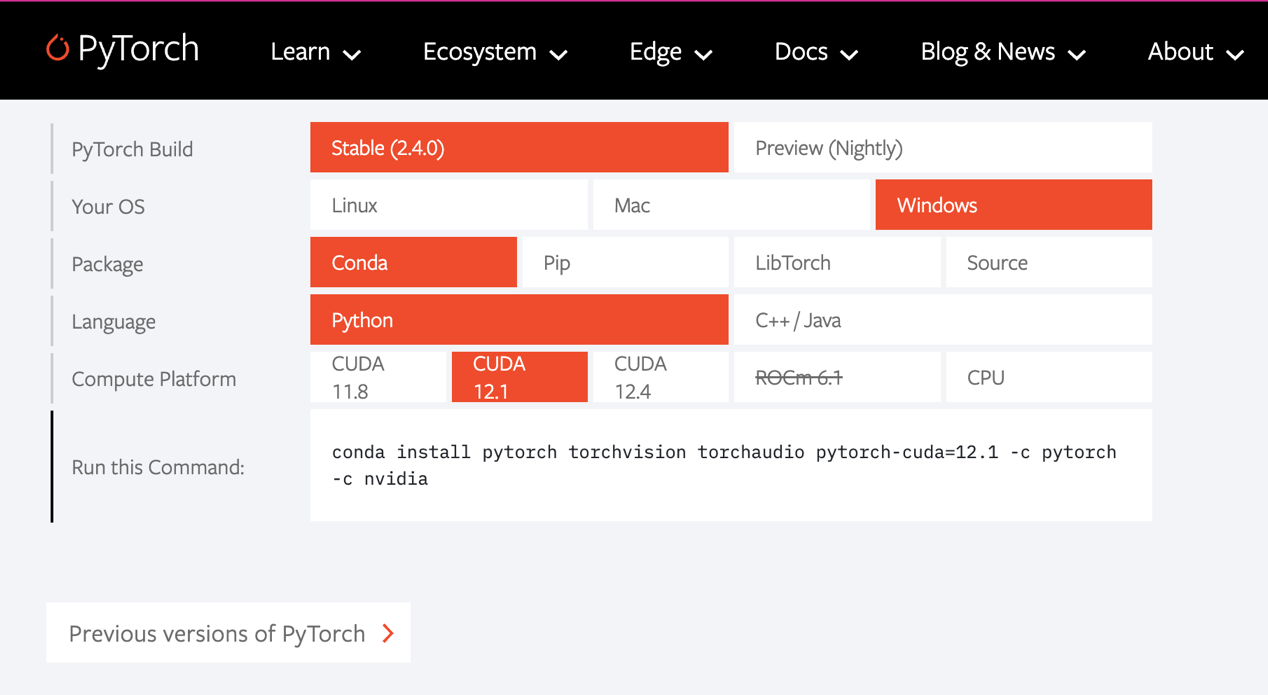 PyTorch Learn Ecosystem Edge Docs Blog & News About
PyTorch Build Stable (2.4.0) Preview (Nightly)
Your OS Linux Mac Windows
Package Conda Pip LibTorch Source
Language Python C++ / Java
Compute Platform CUDA 11.8 CUDA 12.1 CUDA 12.4 ROCm 6.1 CPU
Run this Command:
conda install pytorch torchvision torchaudio pytorch-cuda=12.1 -c pytorch
-c nvidia
Previous versions of PyTorch